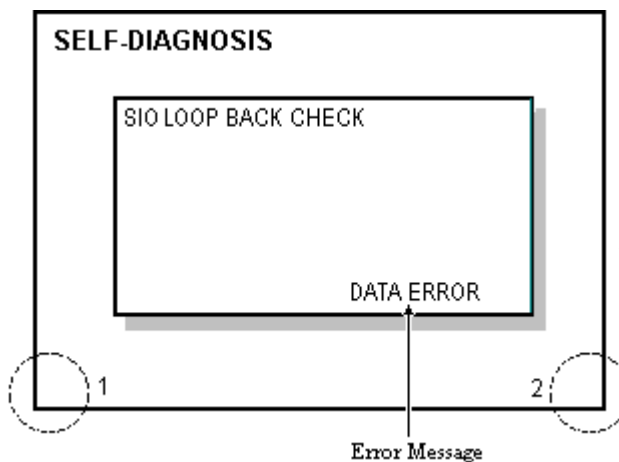 SELF-DIAGNOSIS
SIO LOOP BACK CHECK
DATA ERROR
1
2
Error Message